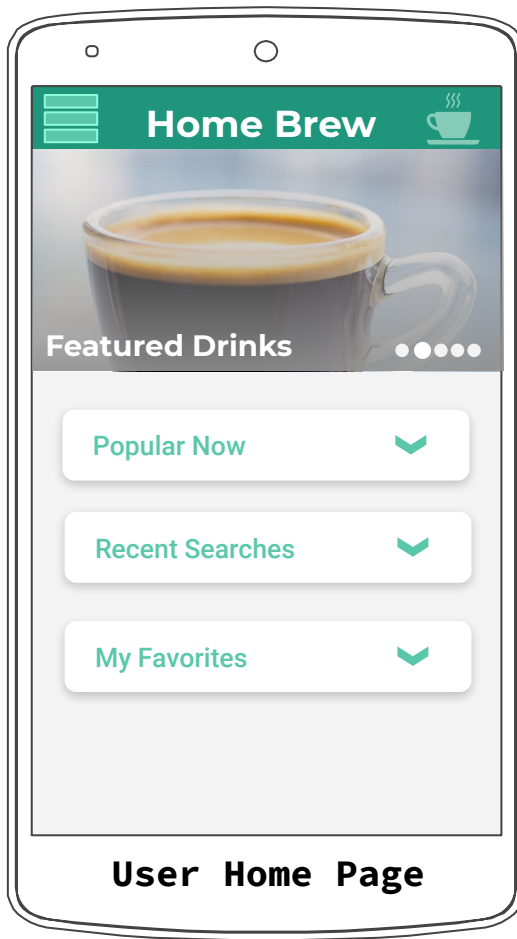 Home Brew
Featured Drinks
Popular Now
Recent Searches
My Favorites
User Home Page